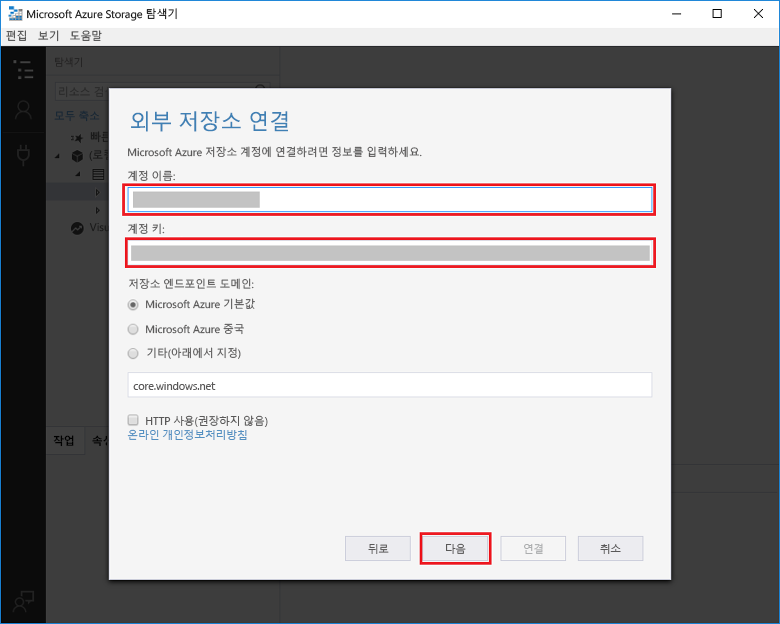 Microsoft Azure Storage 탐색기
편집 보기 도움말
탐색기
리소스 검
모두 축소
빠른
(로컬
Visu
작업 속성
외부 저장소 연결
Microsoft Azure 저장소 계정에 연결하려면 정보를 입력하세요.
계정 이름:
계정 키:
저장소 엔드포인트 도메인:
Microsoft Azure 기본값
Microsoft Azure 중국
기타(아래에서 지정)
core.windows.net
HTTP 사용(권장하지 않음)
온라인 개인정보처리방침
뒤로 다음 연결 취소